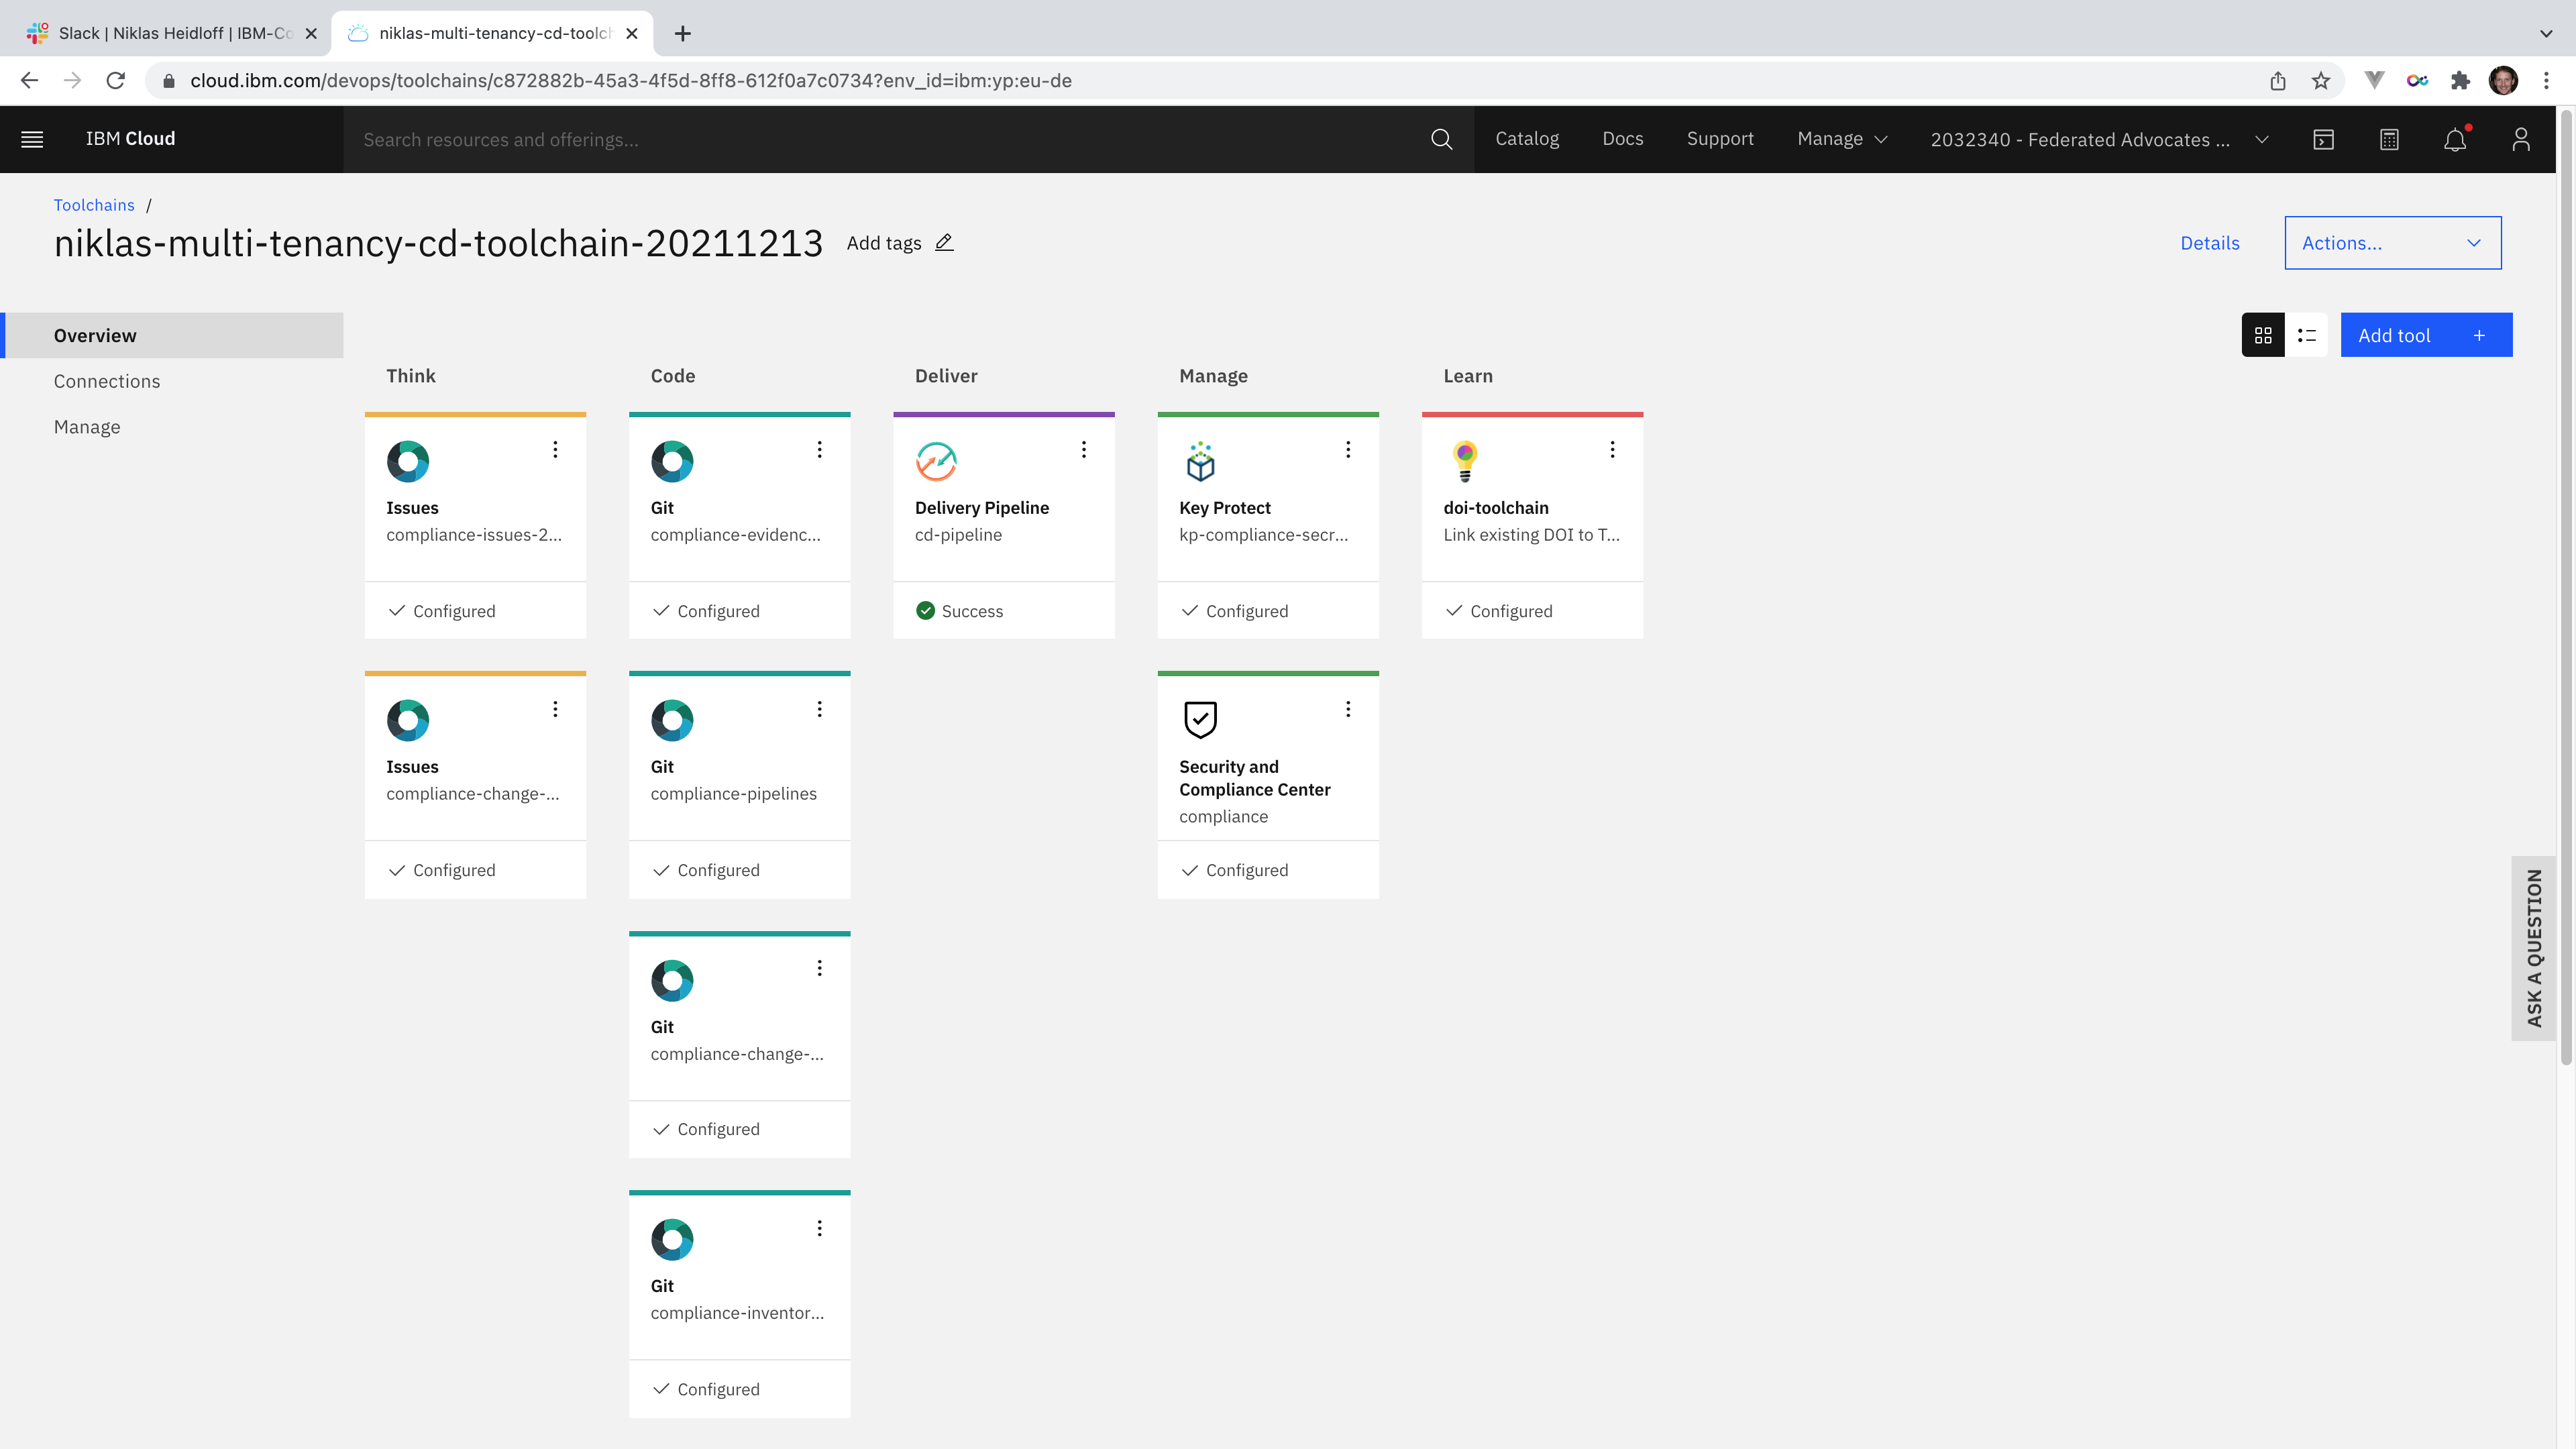 Slack | Niklas Heidloff | IBM-Co
niklas-multi-tenancy-cd-toolch
cloud.ibm.com/devops/toolchains/c872882b-45a3-4f5d-8ff8-612f0a7c0734?env_id=ibm:yp:eu-de
IBM Cloud
Search resources and offerings...
Catalog
Docs
Support
Manage
2032340 - Federated Advocates ...
Toolchains /
niklas-multi-tenancy-cd-toolchain-20211213
Add tags
Details
Actions...
Overview
Connections
Manage
Add tool +
Think
Code
Deliver
Manage
Learn
Issues
compliance-issues-2...
Configured
Git
compliance-evidenc...
Configured
Delivery Pipeline
cd-pipeline
Success
Key Protect
kp-compliance-secr...
Configured
doi-toolchain
Link existing DOI to T...
Configured
Issues
compliance-change-...
Configured
Git
compliance-pipelines
Configured
Security and
Compliance Center
compliance
Configured
Git
compliance-change-...
Configured
Git
compliance-inventor...
Configured
ASK A QUESTION